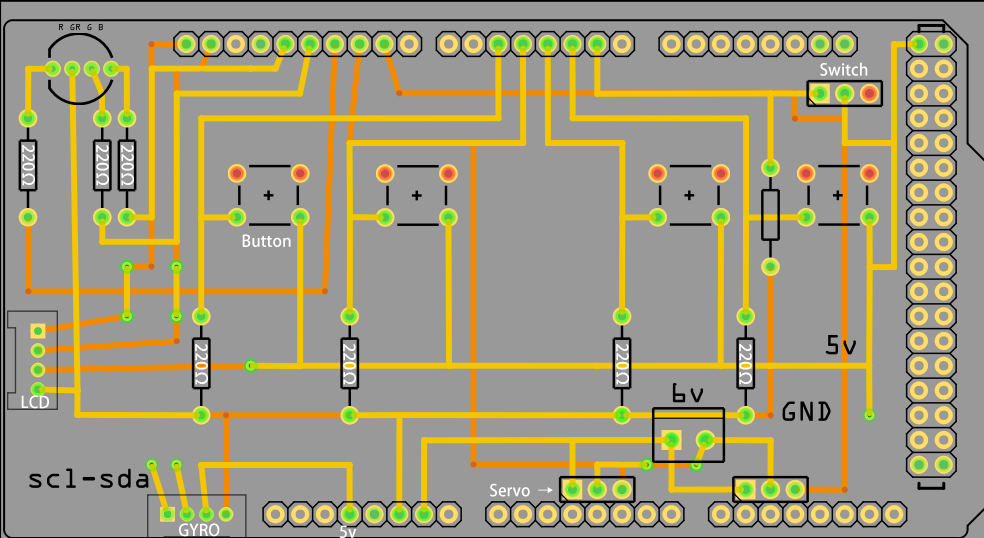 R GR G B
Switch
220Ω 220Ω 220Ω
Button
5v
220Ω 220Ω 220Ω 220Ω
LCD
6v
GND
scl-sda
Servo →
GYRO
5v